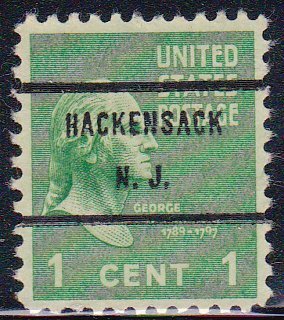 UNITED
STATES
POSTAGE
HACKENSACK
N. J.
GEORGE
1789-1797
1 CENT 1